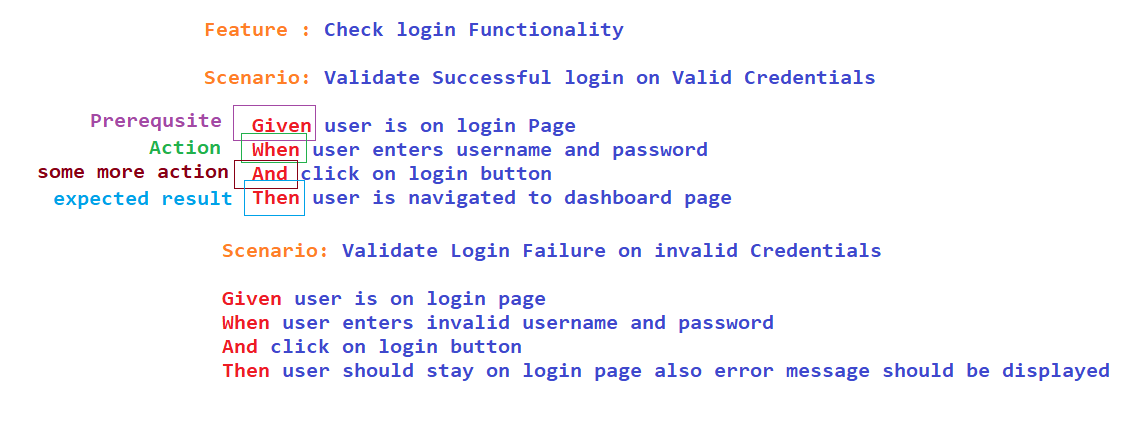 Feature : Check login Functionality
Scenario: Validate Successful login on Valid Credentials
Prerequsite Given user is on login Page
Action When user enters username and password
some more action And click on login button
expected result Then user is navigated to dashboard page
Scenario: Validate Login Failure on invalid Credentials
Given user is on login page
When user enters invalid username and password
And click on login button
Then user should stay on login page also error message should be displayed